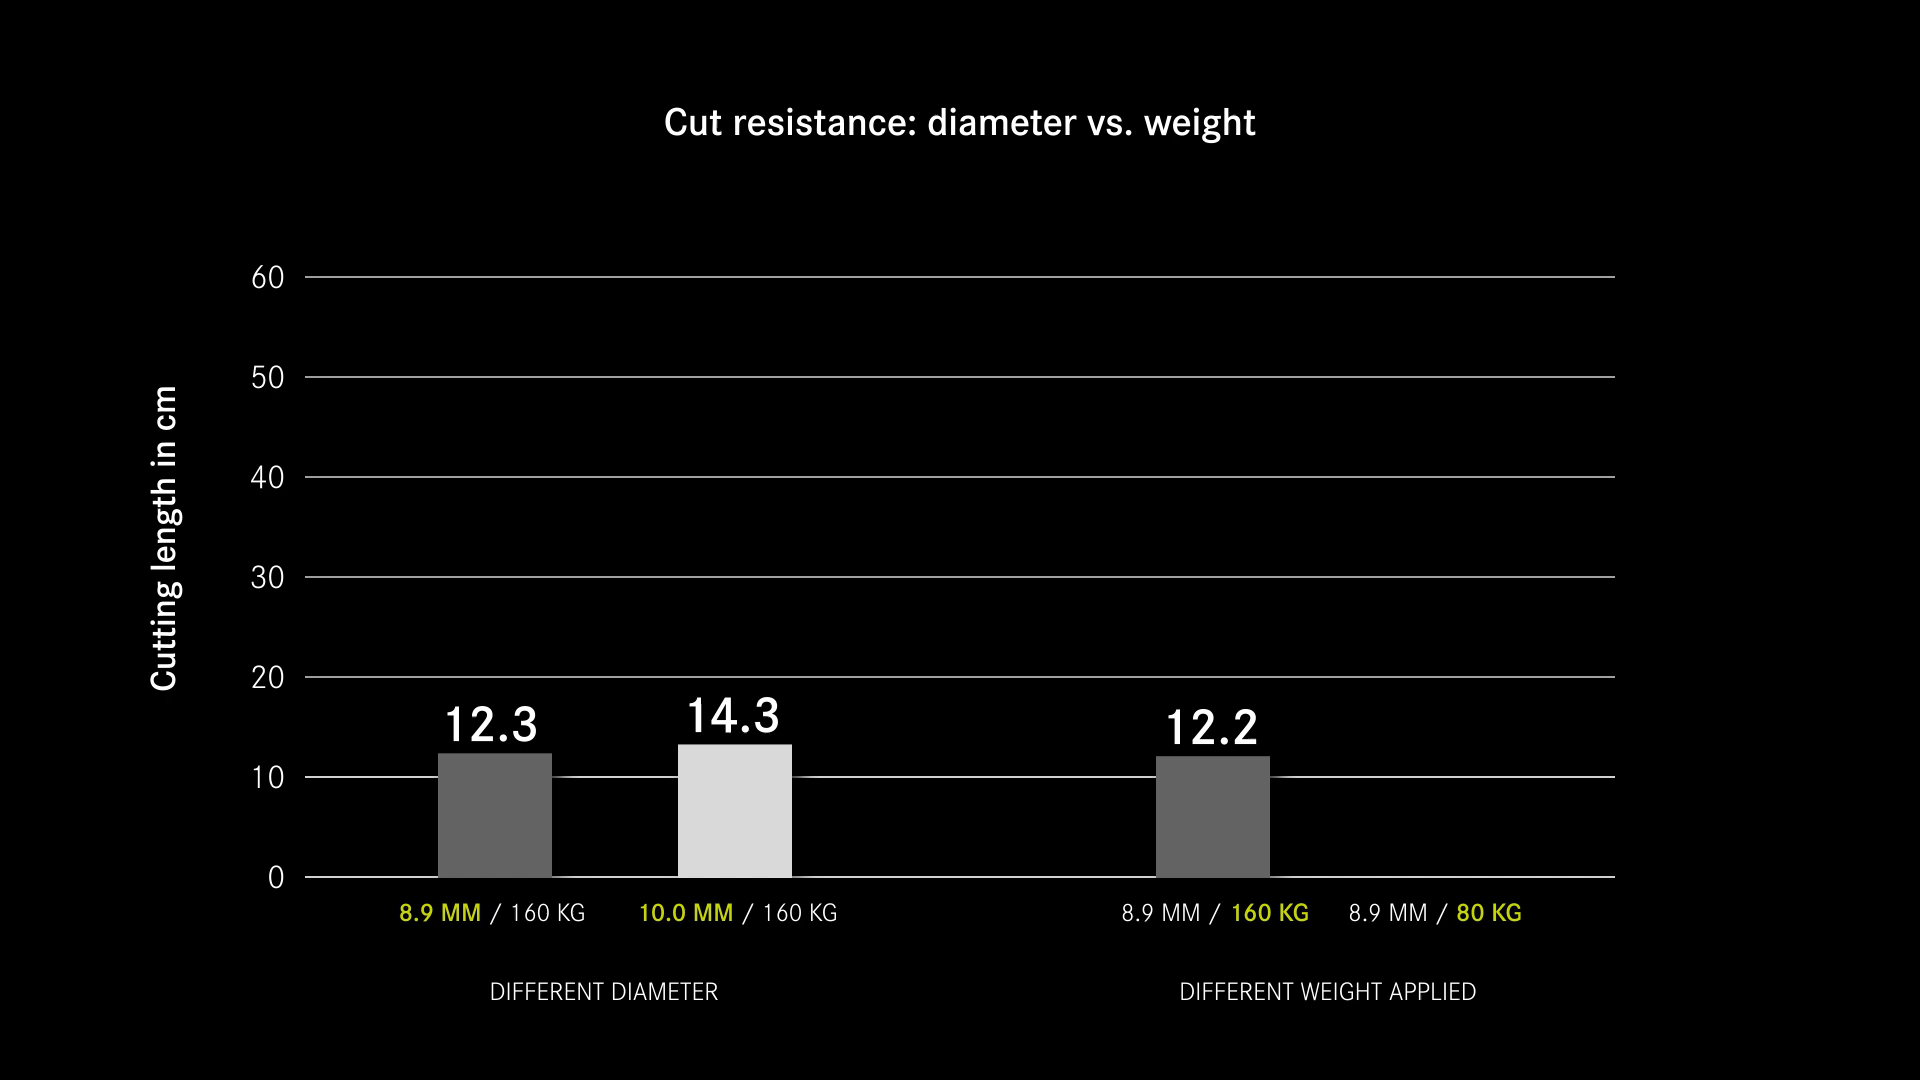 Cut resistance: diameter vs. weight
Cutting length in cm
60
50
40
30
20
10
0
12.3
14.3
12.2
8.9 MM / 160 KG
10.0 MM / 160 KG
8.9 MM / 160 KG
8.9 MM / 80 KG
DIFFERENT DIAMETER
DIFFERENT WEIGHT APPLIED